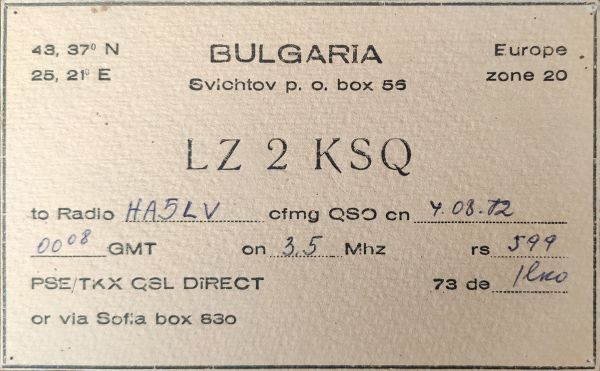 43, 37° N BULGARIA Europe
25, 21° E Svichtov p. o. box 56 zone 20
LZ 2 KSQ
to Radio HA5LV cfmg QSO on 4.08.72
00⁰⁸ GMT on 3,5 Mhz rs 599
PSE/TKX QSL DiRECT 73 de Ilko
or via Sofia box 830